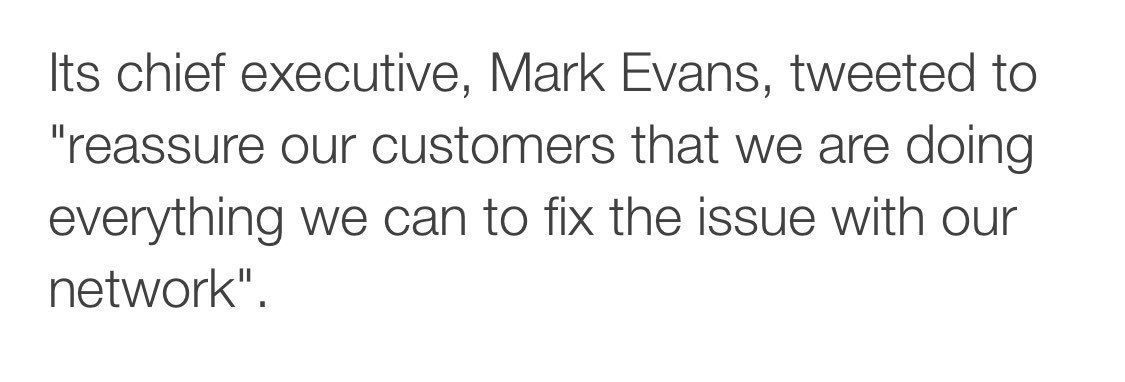 Its chief executive, Mark Evans, tweeted to
"reassure our customers that we are doing
everything we can to fix the issue with our
network".